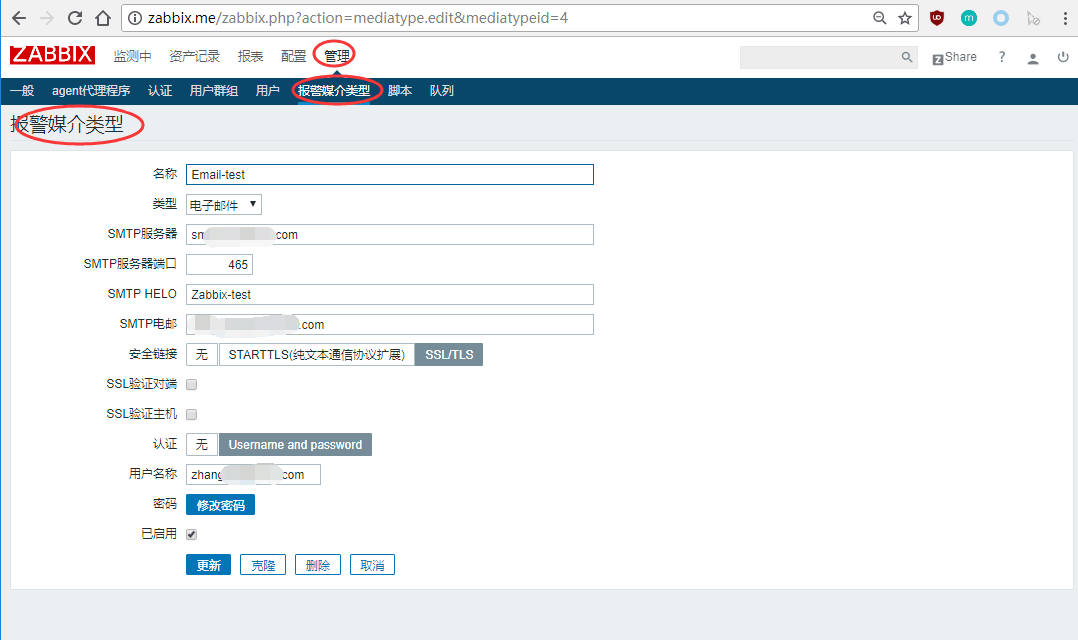 zabbix.me/zabbix.php?action=mediatype.edit&mediatypeid=4
ZABBIX 监测中 资产记录 报表 配置 管理 Z Share ?
一般 agent代理程序 认证 用户群组 用户 报警媒介类型 脚本 队列
报警媒介类型
名称 Email-test
类型 电子邮件
SMTP服务器 sm com
SMTP服务器端口 465
SMTP HELO Zabbix-test
SMTP电邮 .com
安全链接 无 STARTTLS(纯文本通信协议扩展) SSL/TLS
SSL验证对端
SSL验证主机
认证 无 Username and password
用户名称 zhang com
密码 修改密码
已启用
更新 克隆 删除 取消